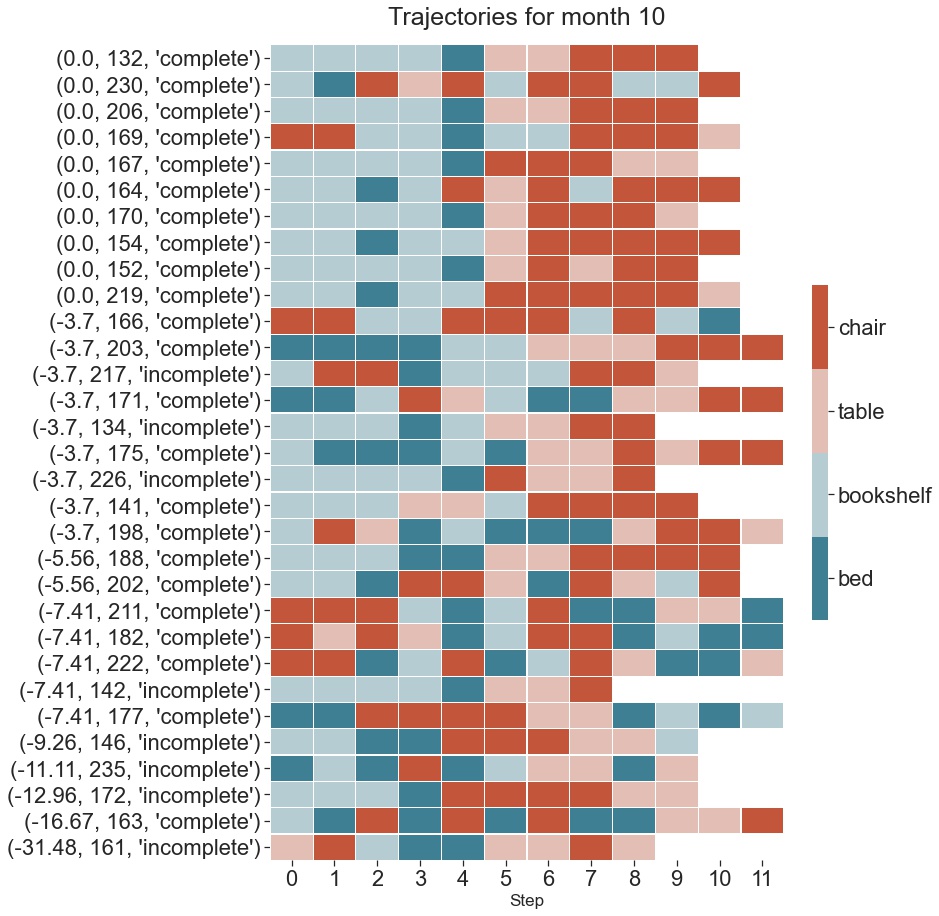 Trajectories for month 10
(0.0, 132, 'complete')
(0.0, 230, 'complete')
(0.0, 206, 'complete')
(0.0, 169, 'complete')
(0.0, 167, 'complete')
(0.0, 164, 'complete')
(0.0, 170, 'complete')
(0.0, 154, 'complete')
(0.0, 152, 'complete')
(0.0, 219, 'complete')
(-3.7, 166, 'complete')
(-3.7, 203, 'complete')
(-3.7, 217, 'incomplete')
(-3.7, 171, 'complete')
(-3.7, 134, 'incomplete')
(-3.7, 175, 'complete')
(-3.7, 226, 'incomplete')
(-3.7, 141, 'complete')
(-3.7, 198, 'complete')
(-5.56, 188, 'complete')
(-5.56, 202, 'complete')
(-7.41, 211, 'complete')
(-7.41, 182, 'complete')
(-7.41, 222, 'complete')
(-7.41, 142, 'incomplete')
(-7.41, 177, 'complete')
(-9.26, 146, 'incomplete')
(-11.11, 235, 'incomplete')
(-12.96, 172, 'incomplete')
(-16.67, 163, 'complete')
(-31.48, 161, 'incomplete')
0 1 2 3 4 5 6 7 8 9 10 11
Step
chair
table
bookshelf
bed